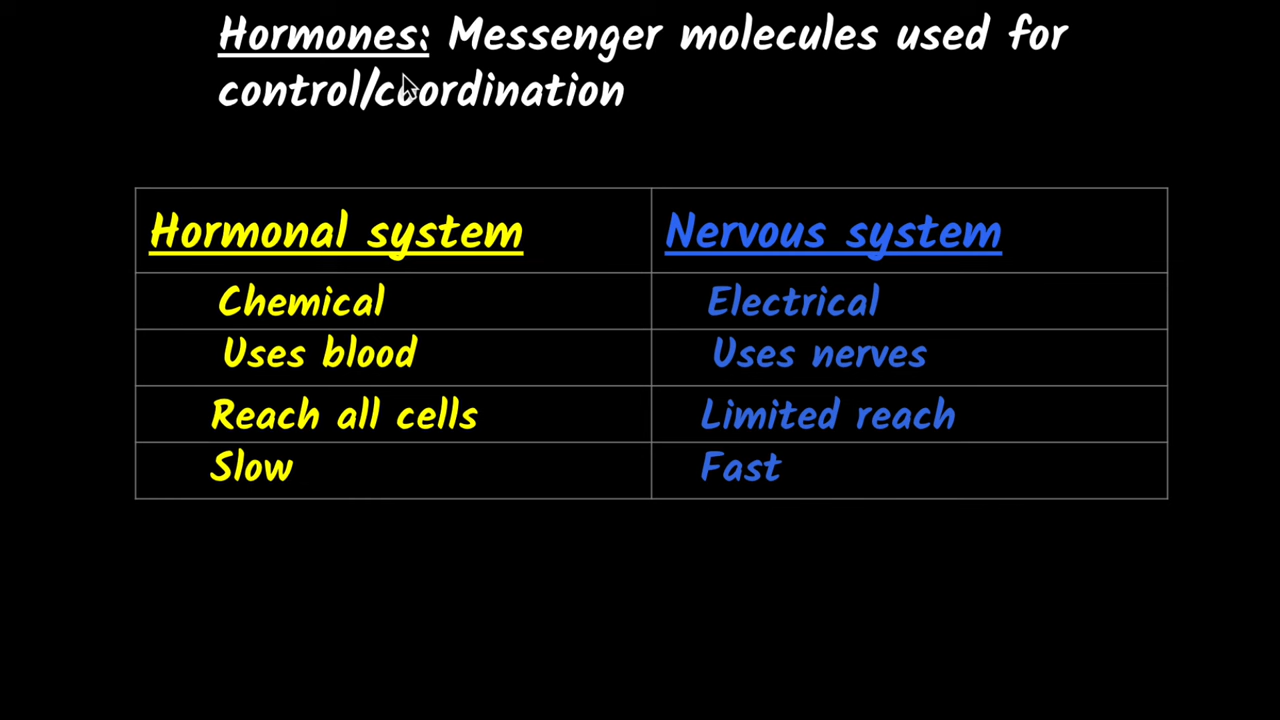 Hormones: Messenger molecules used for
control/coordination
Hormonal system Nervous system
Chemical Electrical
Uses blood Uses nerves
Reach all cells Limited reach
Slow Fast